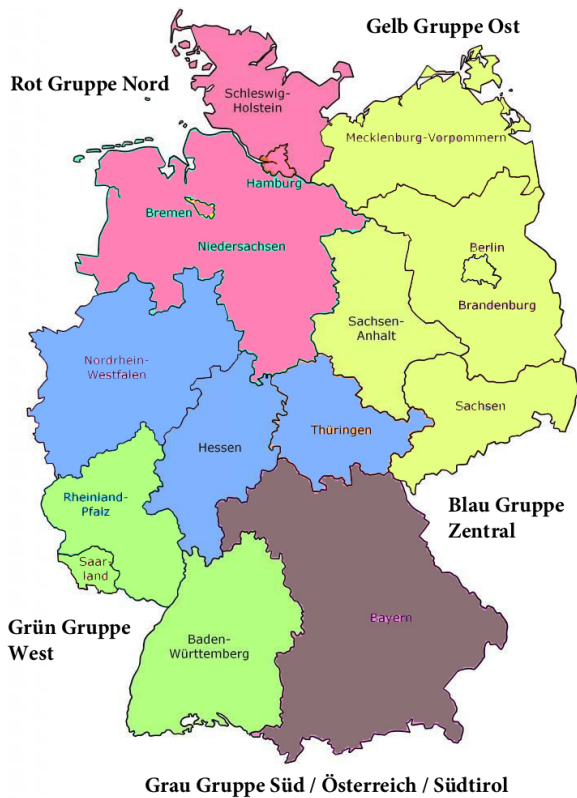 Gelb Gruppe Ost
Rot Gruppe Nord
Schleswig-
Holstein
Mecklenburg-Vorpommern
Hamburg
Bremen
Niedersachsen
Berlin
Brandenburg
Sachsen-
Anhalt
Nordrhein-
Westfalen
Sachsen
Thüringen
Hessen
Rheinland-
Pfalz
Blau Gruppe
Zentral
Saar-
land
Grün Gruppe
West
Bayern
Baden-
Württemberg
Grau Gruppe Süd / Österreich / Südtirol